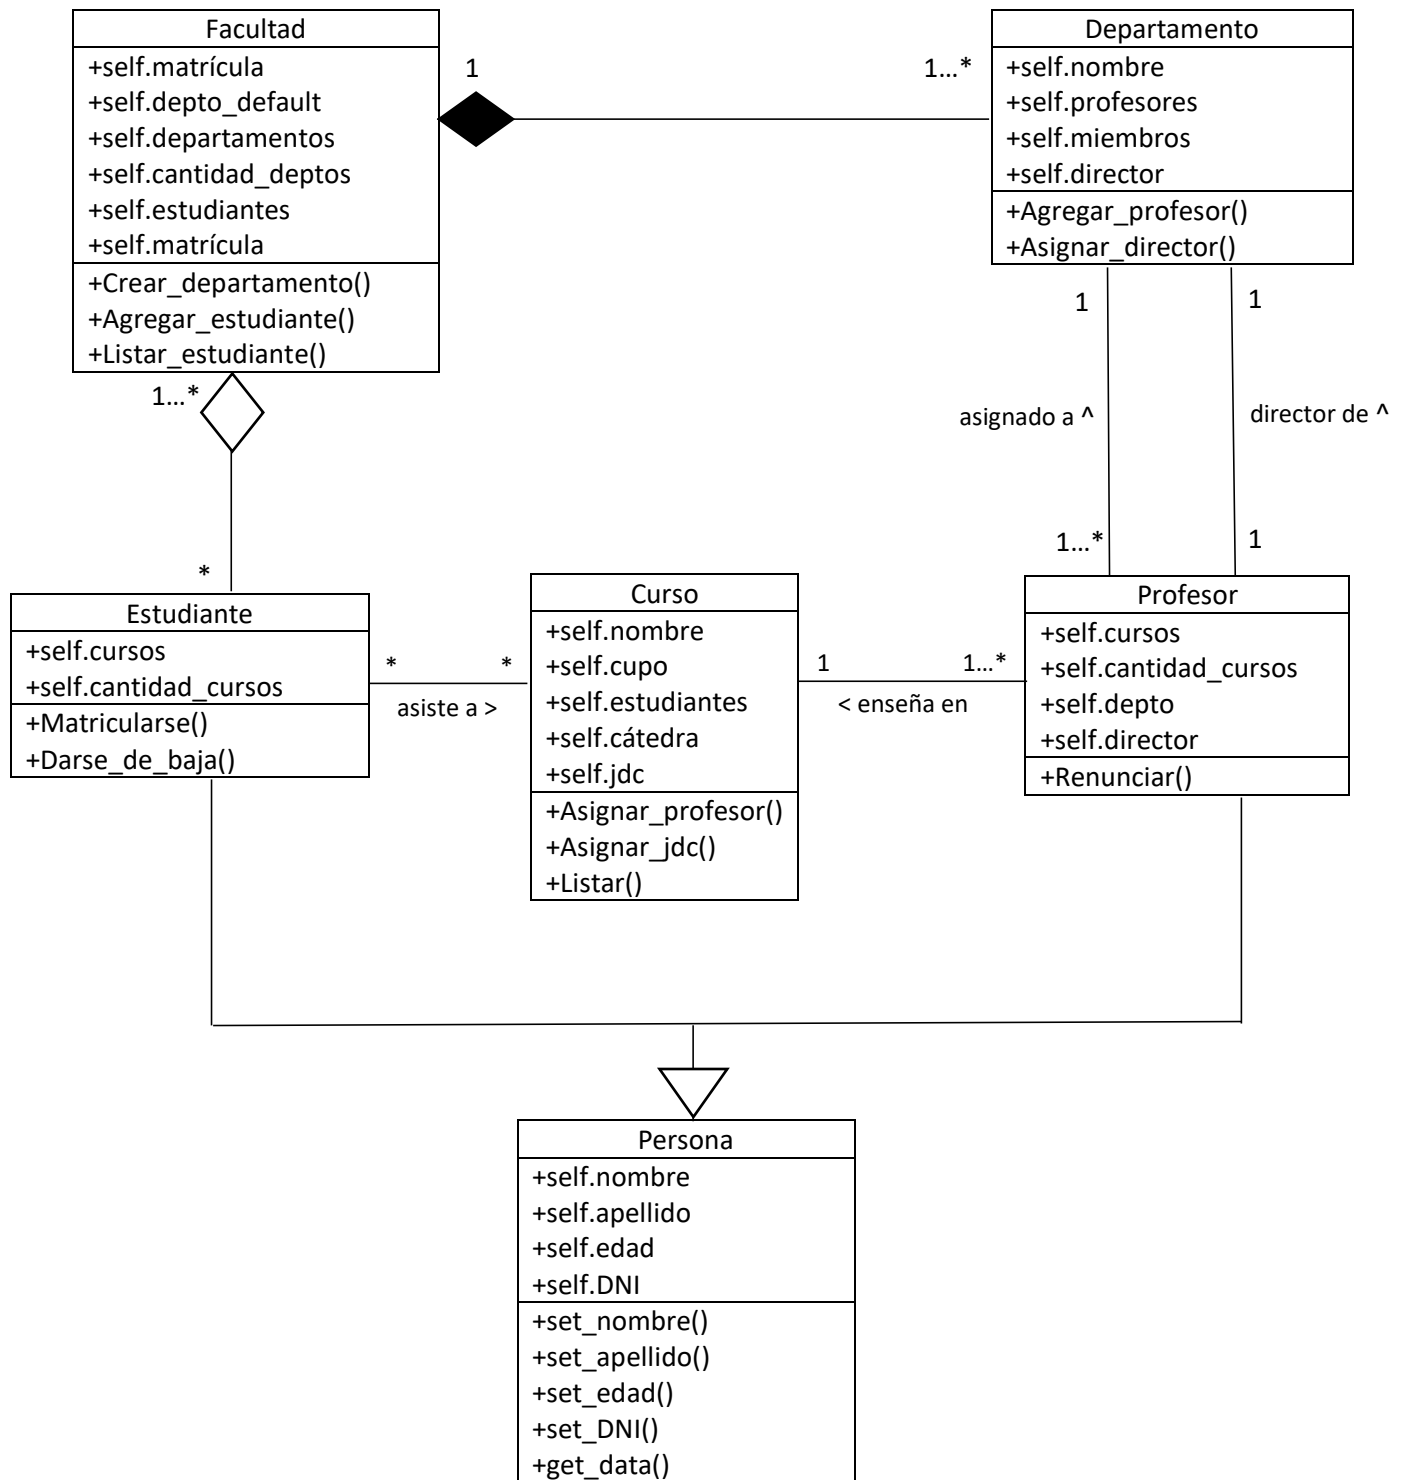 Facultad
+self.matrícula
+self.depto_default
+self.departamentos
+self.cantidad_deptos
+self.estudiantes
+self.matrícula
+Crear_departamento()
+Agregar_estudiante()
+Listar_estudiante()
1
1...*
Departamento
+self.nombre
+self.profesores
+self.miembros
+self.director
+Agregar_profesor()
+Asignar_director()
1
1
asignado a ^
director de ^
1...*
1
1...*
*
Estudiante
+self.cursos
+self.cantidad_cursos
+Matricularse()
+Darse_de_baja()
*
*
asiste a >
Curso
+self.nombre
+self.cupo
+self.estudiantes
+self.cátedra
+self.jdc
+Asignar_profesor()
+Asignar_jdc()
+Listar()
1
1...*
< enseña en
Profesor
+self.cursos
+self.cantidad_cursos
+self.depto
+self.director
+Renunciar()
Persona
+self.nombre
+self.apellido
+self.edad
+self.DNI
+set_nombre()
+set_apellido()
+set_edad()
+set_DNI()
+get_data()